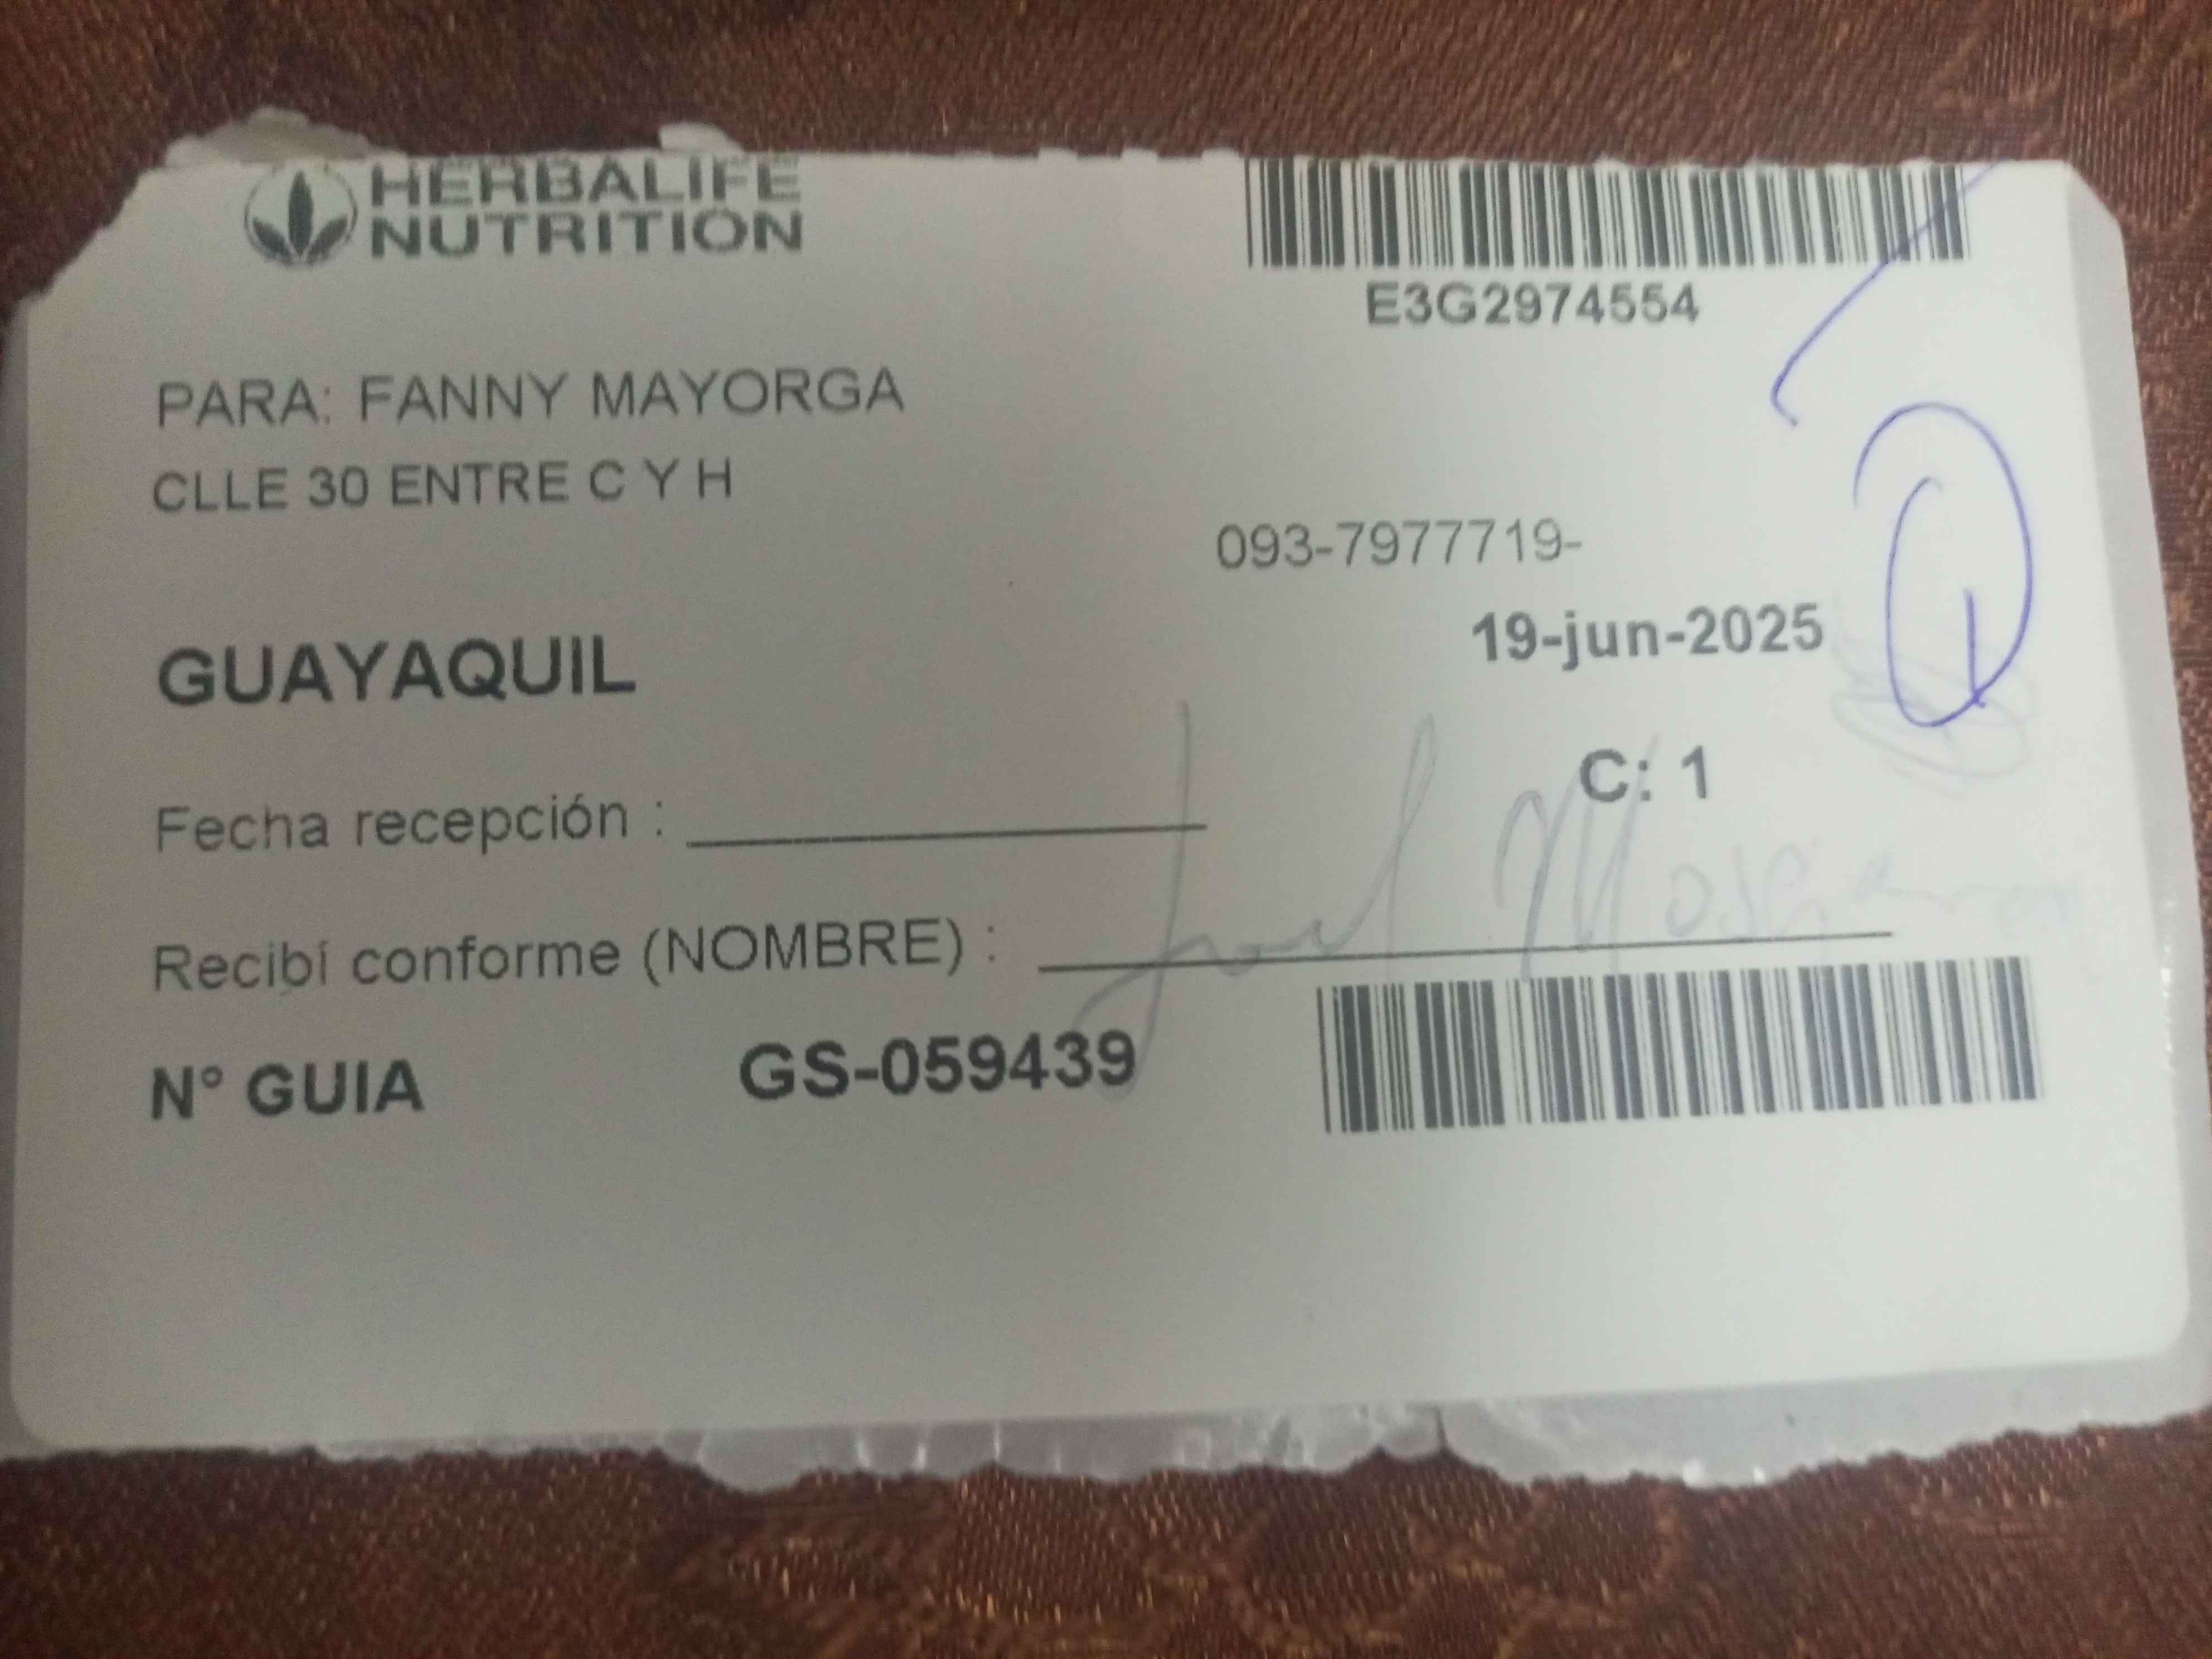 HERBALIFE
NUTRITION
E3G2974554
PARA: FANNY MAYORGA
CLLE 30 ENTRE C Y H
093-7977719-
19-jun-2025
GUAYAQUIL
C: 1
Fecha recepción :
Recibí conforme (NOMBRE) :
N° GUIA GS-059439